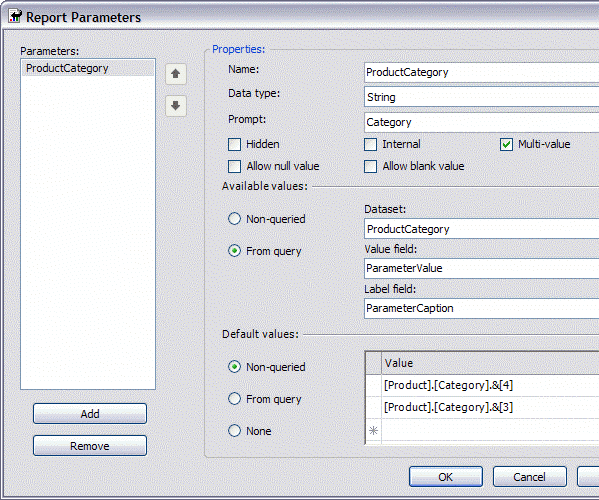 Report Parameters
Parameters:
ProductCategory
Add
Remove
Properties:
Name: ProductCategory
Data type: String
Prompt: Category
Hidden Internal Multi-value
Allow null value Allow blank value
Available values:
Non-queried
From query
Dataset:
ProductCategory
Value field:
ParameterValue
Label field:
ParameterCaption
Default values:
Non-queried
From query
None
Value
[Product].[Category].&[4]
[Product].[Category].&[3]
OK Cancel